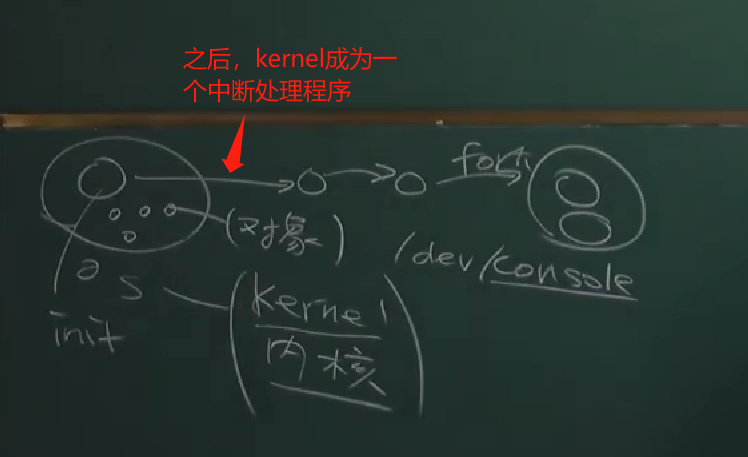 之后，kernel成为一
个中断处理程序
fork
(对象)
/dev/console
os
init
(kernel
内核)